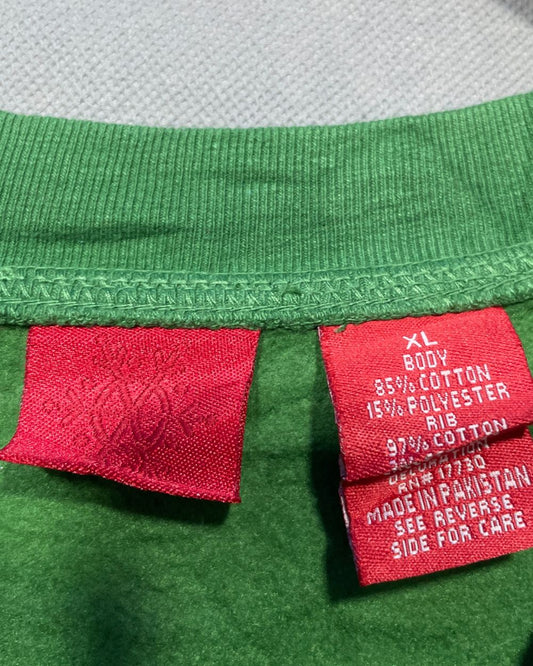 XL
BODY
85% COTTON
15% POLYESTER
RIB
97% COTTON
MADE IN PAKISTAN
SEE REVERSE
SIDE FOR CARE